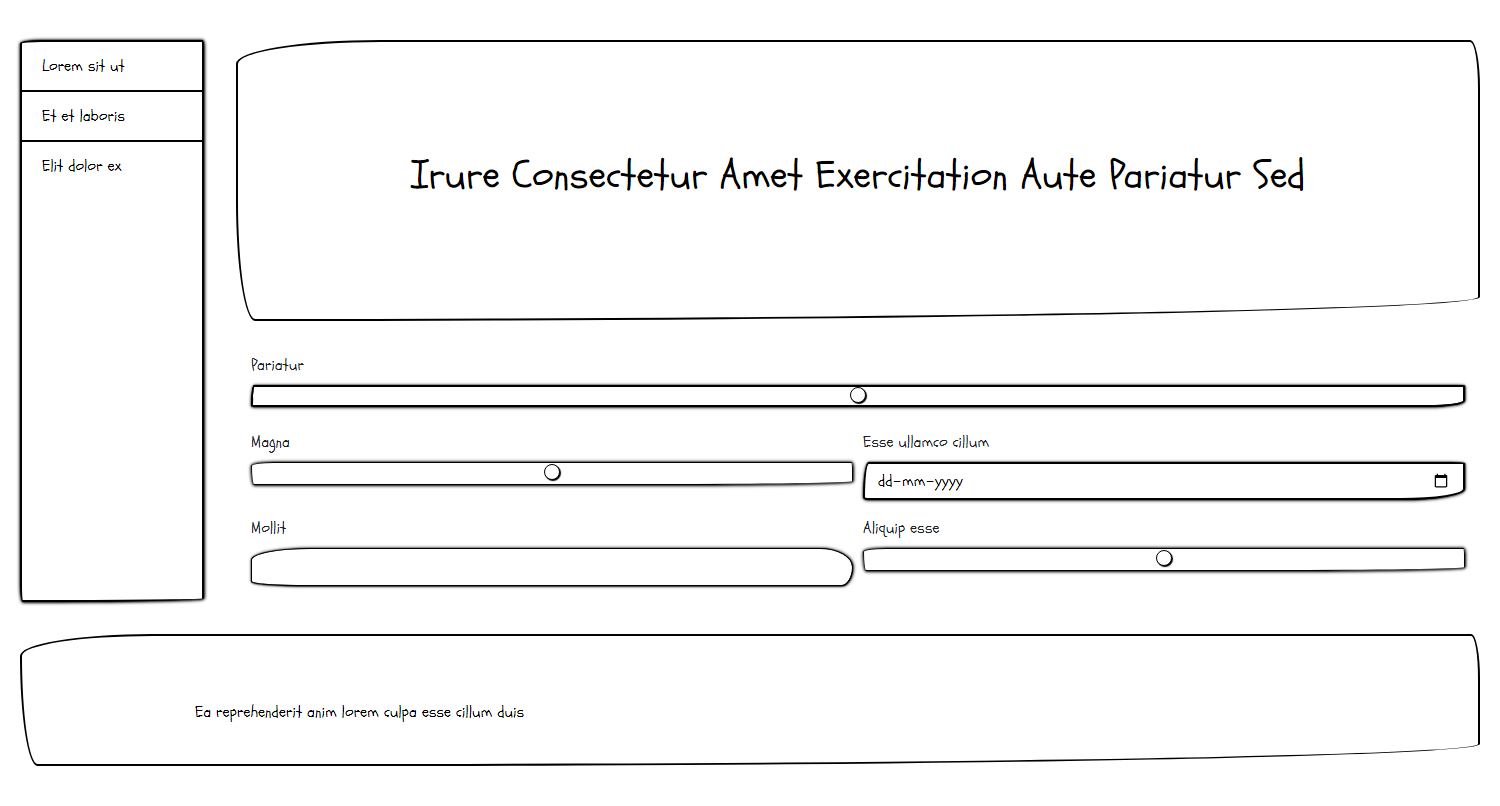 Lorem sit ut
Et et laboris
Elit dolor ex
Irure Consectetur Amet Exercitation Aute Pariatur Sed
Pariatur
Magna
Esse ullamco cillum
dd-mm-yyyy
Mollit
Aliquip esse
Ea reprehenderit anim lorem culpa esse cillum duis